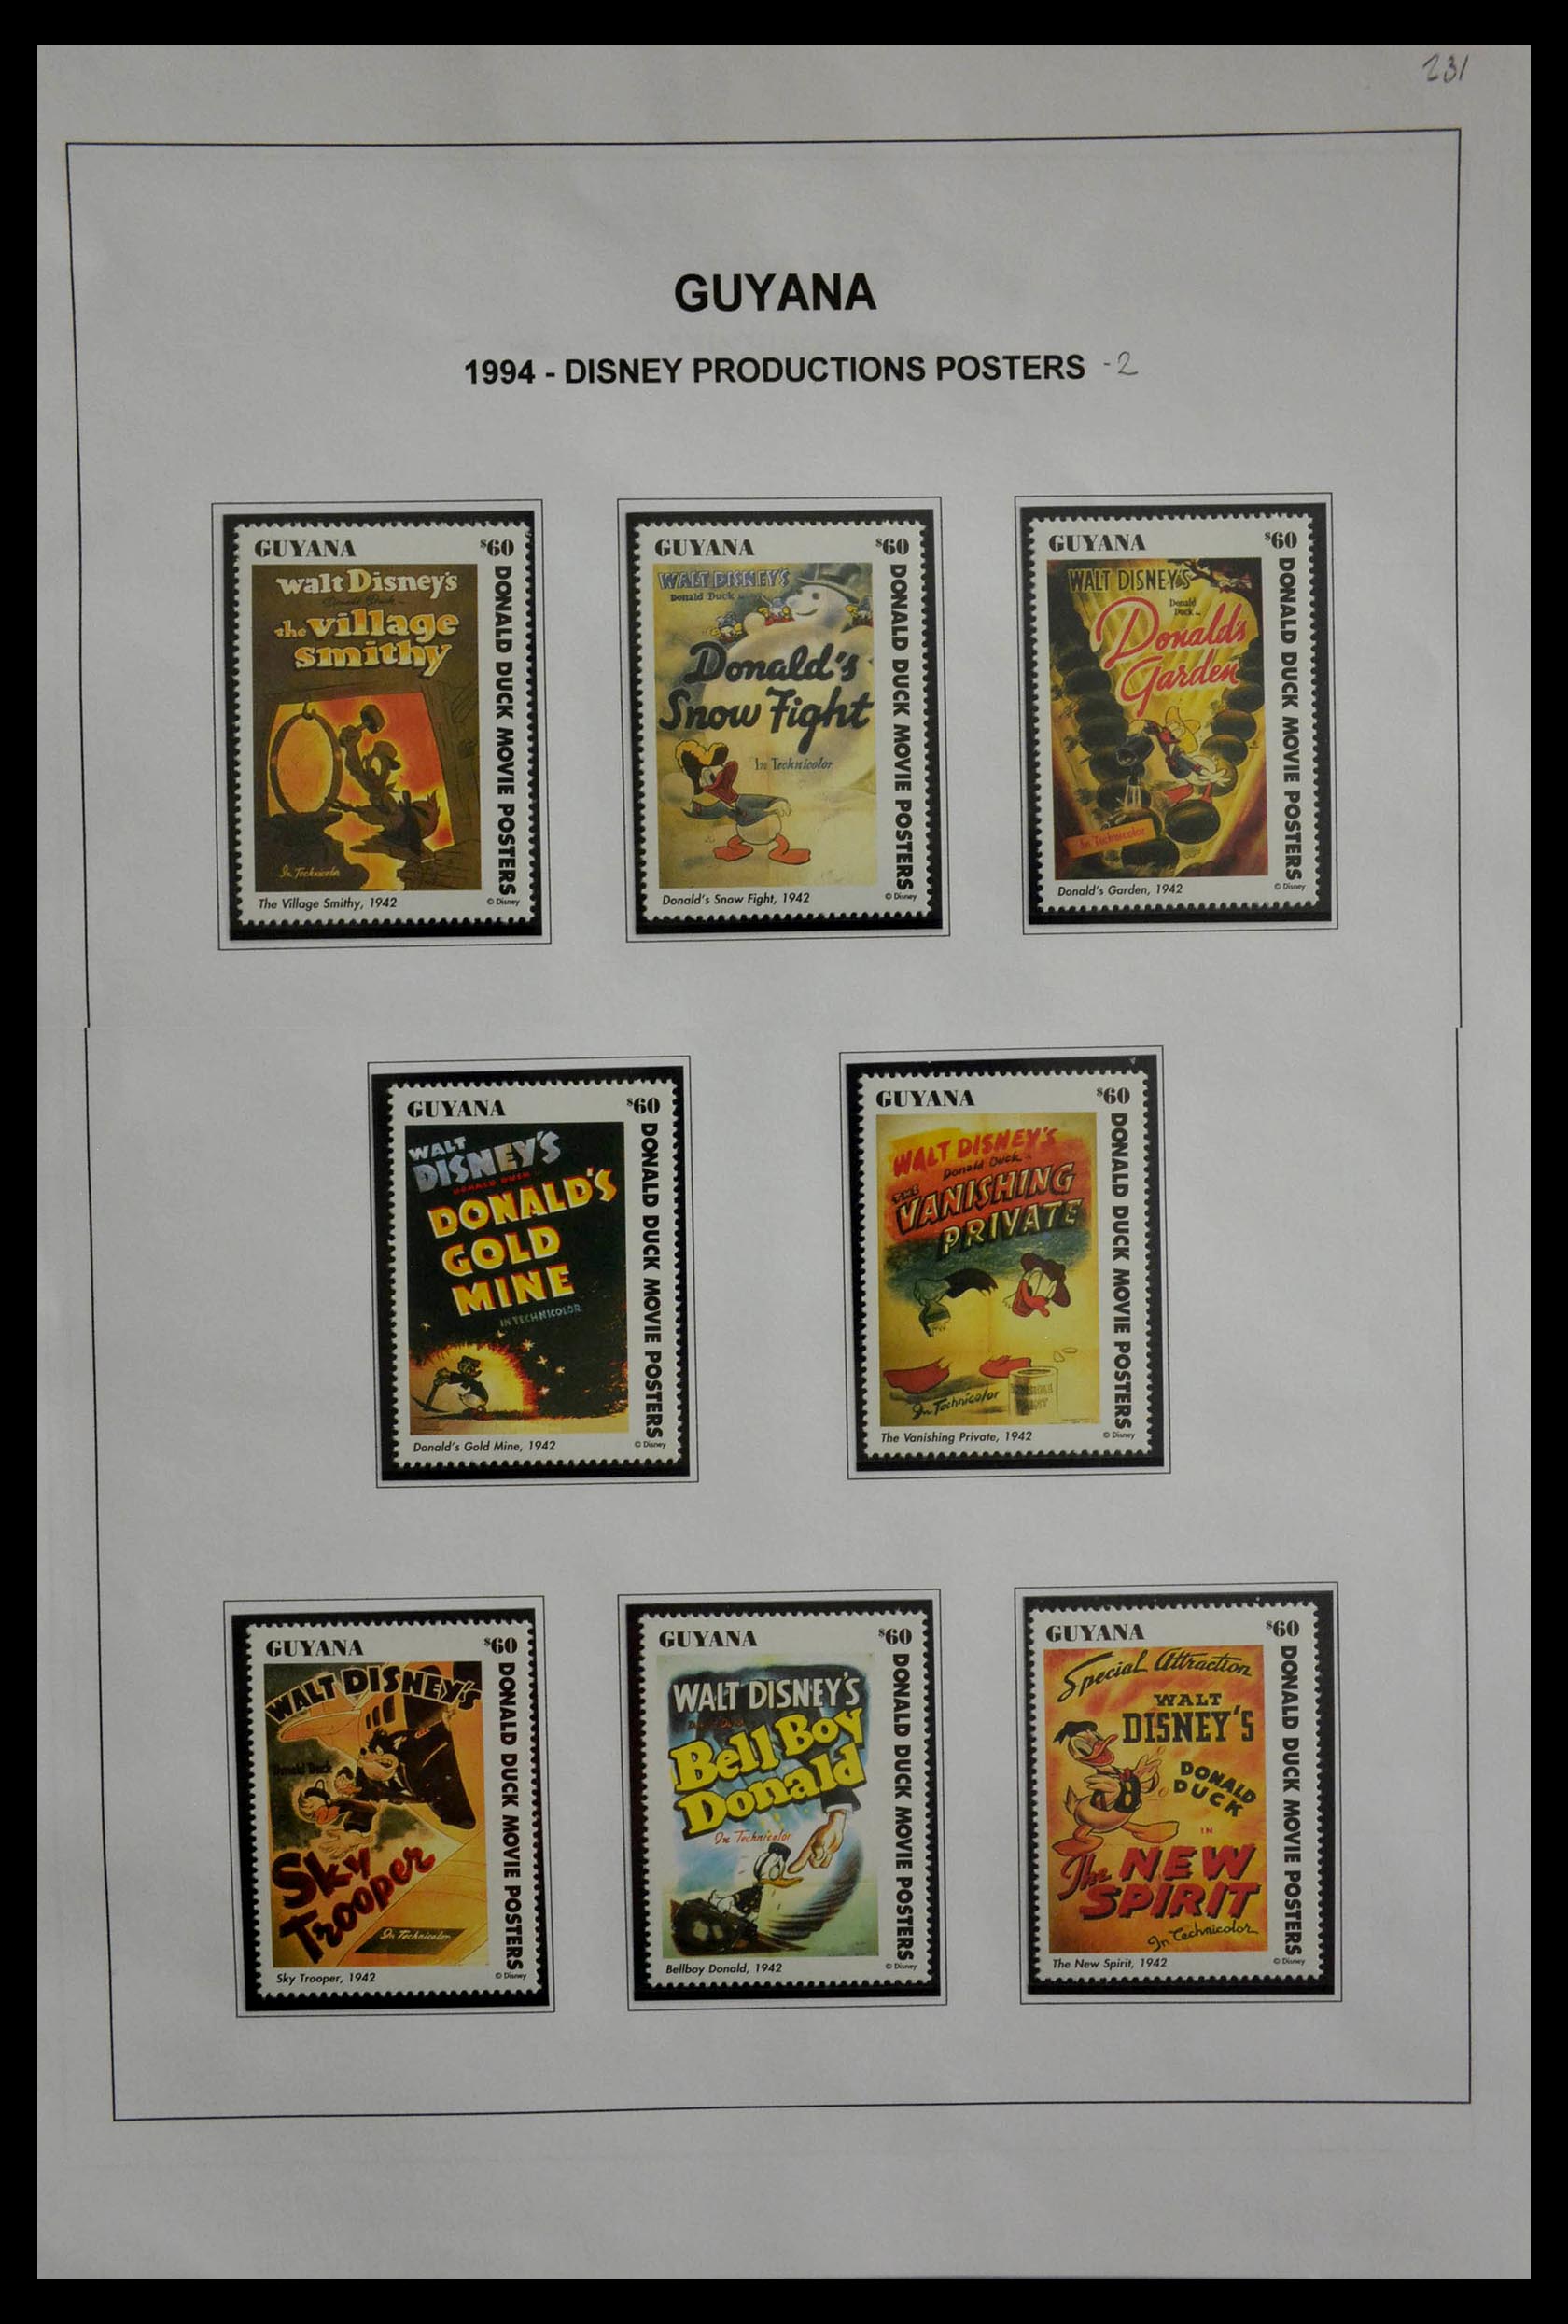 231
GUYANA
1994 - DISNEY PRODUCTIONS POSTERS -2
GUYANA $60
walt Disney's
Donald Duck
the village
smithy
In Technicolor
DONALD DUCK MOVIE POSTERS
The Village Smithy, 1942 © Disney
GUYANA $60
WALT DISNEY'S
Donald Duck in
Donald's
Snow Fight
In Technicolor
DONALD DUCK MOVIE POSTERS
Donald's Snow Fight, 1942 © Disney
GUYANA $60
WALT DISNEY'S
Donald
Duck in
Donald's
Garden
In Technicolor
DONALD DUCK MOVIE POSTERS
Donald's Garden, 1942 © Disney
GUYANA $60
WALT
DISNEY'S
DONALD DUCK
DONALD'S
GOLD
MINE
IN TECHNICOLOR
DONALD DUCK MOVIE POSTERS
Donald's Gold Mine, 1942 © Disney
GUYANA $60
WALT DISNEY'S
Donald Duck in
THE
VANISHING
PRIVATE
In Technicolor
DONALD DUCK MOVIE POSTERS
The Vanishing Private, 1942 © Disney
GUYANA $60
WALT DISNEY'S
Donald Duck
Sky
Trooper
In Technicolor
DONALD DUCK MOVIE POSTERS
Sky Trooper, 1942 © Disney
GUYANA $60
WALT DISNEY'S
Donald Duck
Bell Boy
Donald
In Technicolor
DONALD DUCK MOVIE POSTERS
Bellboy Donald, 1942 © Disney
GUYANA $60
Special Attraction
WALT
DISNEY'S
DONALD
DUCK
IN
The NEW
SPIRIT
In Technicolor
DONALD DUCK MOVIE POSTERS
The New Spirit, 1942 © Disney